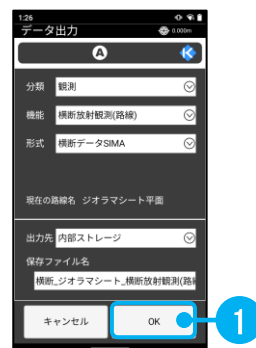 1:26
データ出力 0.000m
A
分類 観測
機能 横断放射観測(路線)
形式 横断データSIMA
現在の路線名 ジオラマシート平面
出力先 内部ストレージ
保存ファイル名
横断_ジオラマシート_横断放射観測(路
キャンセル OK 1